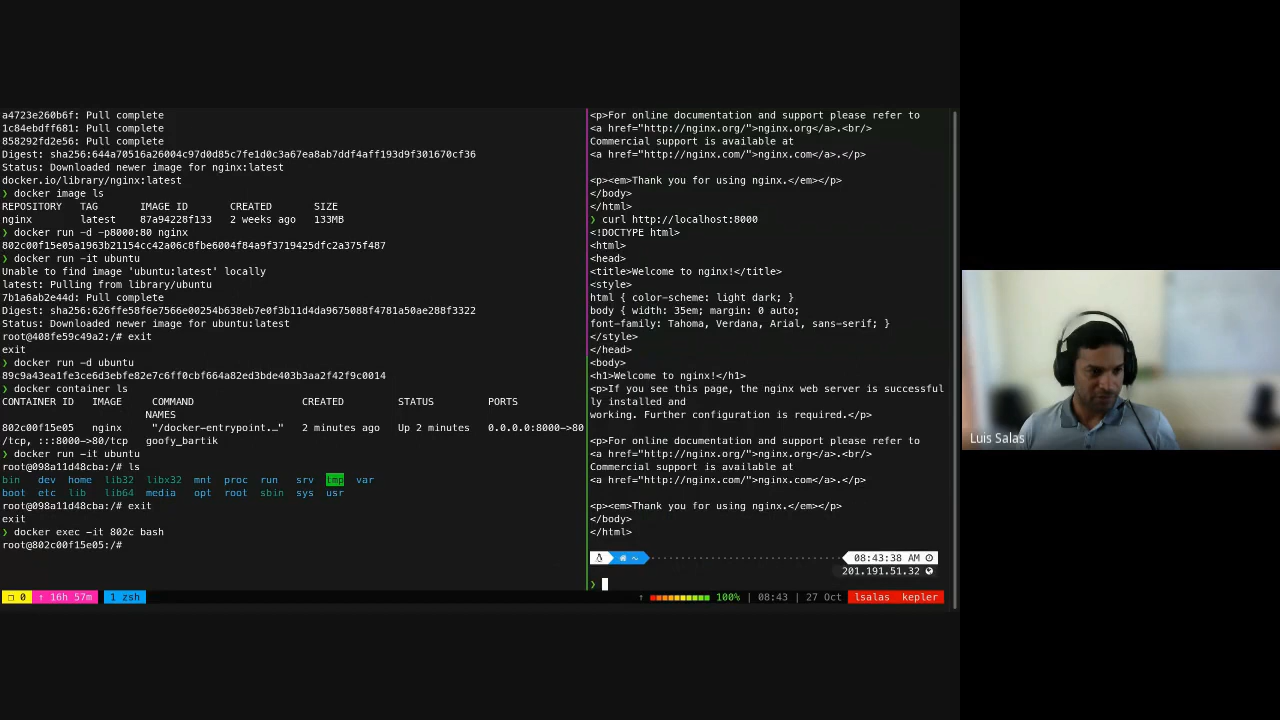 a4723e260b6f: Pull complete
1c84ebdff681: Pull complete
858292fd2e56: Pull complete
Digest: sha256:644a70516a26004c97d0d85c7fe1d0c3a67ea8ab7ddf4aff193d9f301670cf36
Status: Downloaded newer image for nginx:latest
docker.io/library/nginx:latest
❯ docker image ls
REPOSITORY TAG IMAGE ID CREATED SIZE
nginx latest 87a94228f133 2 weeks ago 133MB
❯ docker run -d -p8000:80 nginx
802c00f15e05a1963b21154cc42a06c8fbe6004f84a9f3719425dfc2a375f487
❯ docker run -it ubuntu
Unable to find image 'ubuntu:latest' locally
latest: Pulling from library/ubuntu
7b1a6ab2e44d: Pull complete
Digest: sha256:626ffe58f6e7566e00254b638eb7e0f3b11d4da9675088f4781a50ae288f3322
Status: Downloaded newer image for ubuntu:latest
root@408fe59c49a2:/# exit
exit
❯ docker run -d ubuntu
89c9a43ea1fe3ce6d3ebfe82e7c6ff0cbf664a82ed3bde403b3aa2f42f9c0014
❯ docker container ls
CONTAINER ID IMAGE COMMAND CREATED STATUS PORTS
NAMES
802c00f15e05 nginx "/docker-entrypoint.…" 2 minutes ago Up 2 minutes 0.0.0.0:8000->80
/tcp, :::8000->80/tcp goofy_bartik
❯ docker run -it ubuntu
root@098a11d48cba:/# ls
bin dev home lib32 libx32 mnt proc run srv tmp var
boot etc lib lib64 media opt root sbin sys usr
root@098a11d48cba:/# exit
exit
❯ docker exec -it 802c bash
root@802c00f15e05:/#
<p>For online documentation and support please refer to
<a href="http://nginx.org/">nginx.org</a>.<br/>
Commercial support is available at
<a href="http://nginx.com/">nginx.com</a>.</p>
<p><em>Thank you for using nginx.</em></p>
</body>
</html>
❯ curl http://localhost:8000
<!DOCTYPE html>
<html>
<head>
<title>Welcome to nginx!</title>
<style>
html { color-scheme: light dark; }
body { width: 35em; margin: 0 auto;
font-family: Tahoma, Verdana, Arial, sans-serif; }
</style>
</head>
<body>
<h1>Welcome to nginx!</h1>
<p>If you see this page, the nginx web server is successful
ly installed and
working. Further configuration is required.</p>
<p>For online documentation and support please refer to
<a href="http://nginx.org/">nginx.org</a>.<br/>
Commercial support is available at
<a href="http://nginx.com/">nginx.com</a>.</p>
<p><em>Thank you for using nginx.</em></p>
</body>
</html>
~ 08:43:38 AM
201.191.51.32
❯
❐ 0 ↑ 16h 57m 1 zsh ↑ 100% | 08:43 | 27 Oct lsalas kepler
Luis Salas